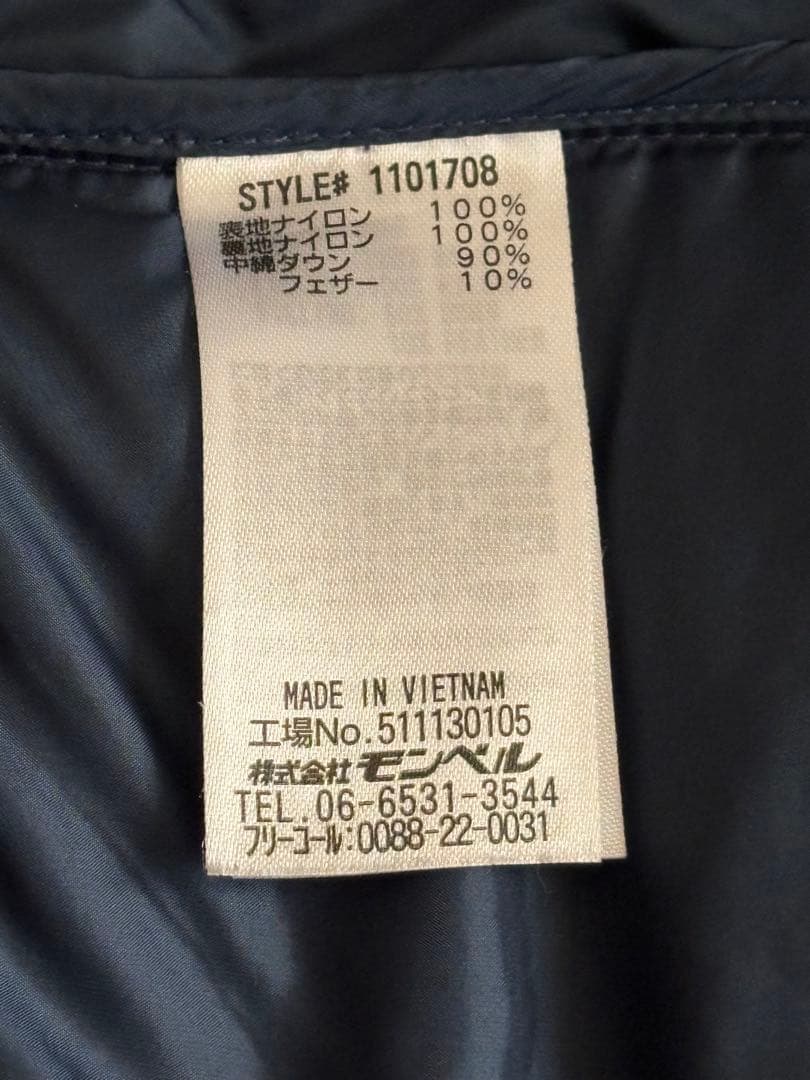 STYLE# 1101708
表地ナイロン 100%
裏地ナイロン 100%
中綿ダウン 90%
フェザー 10%
MADE IN VIETNAM
工場No.511130105
株式会社モンベル
TEL.06-6531-3544
フリーコール:0088-22-0031